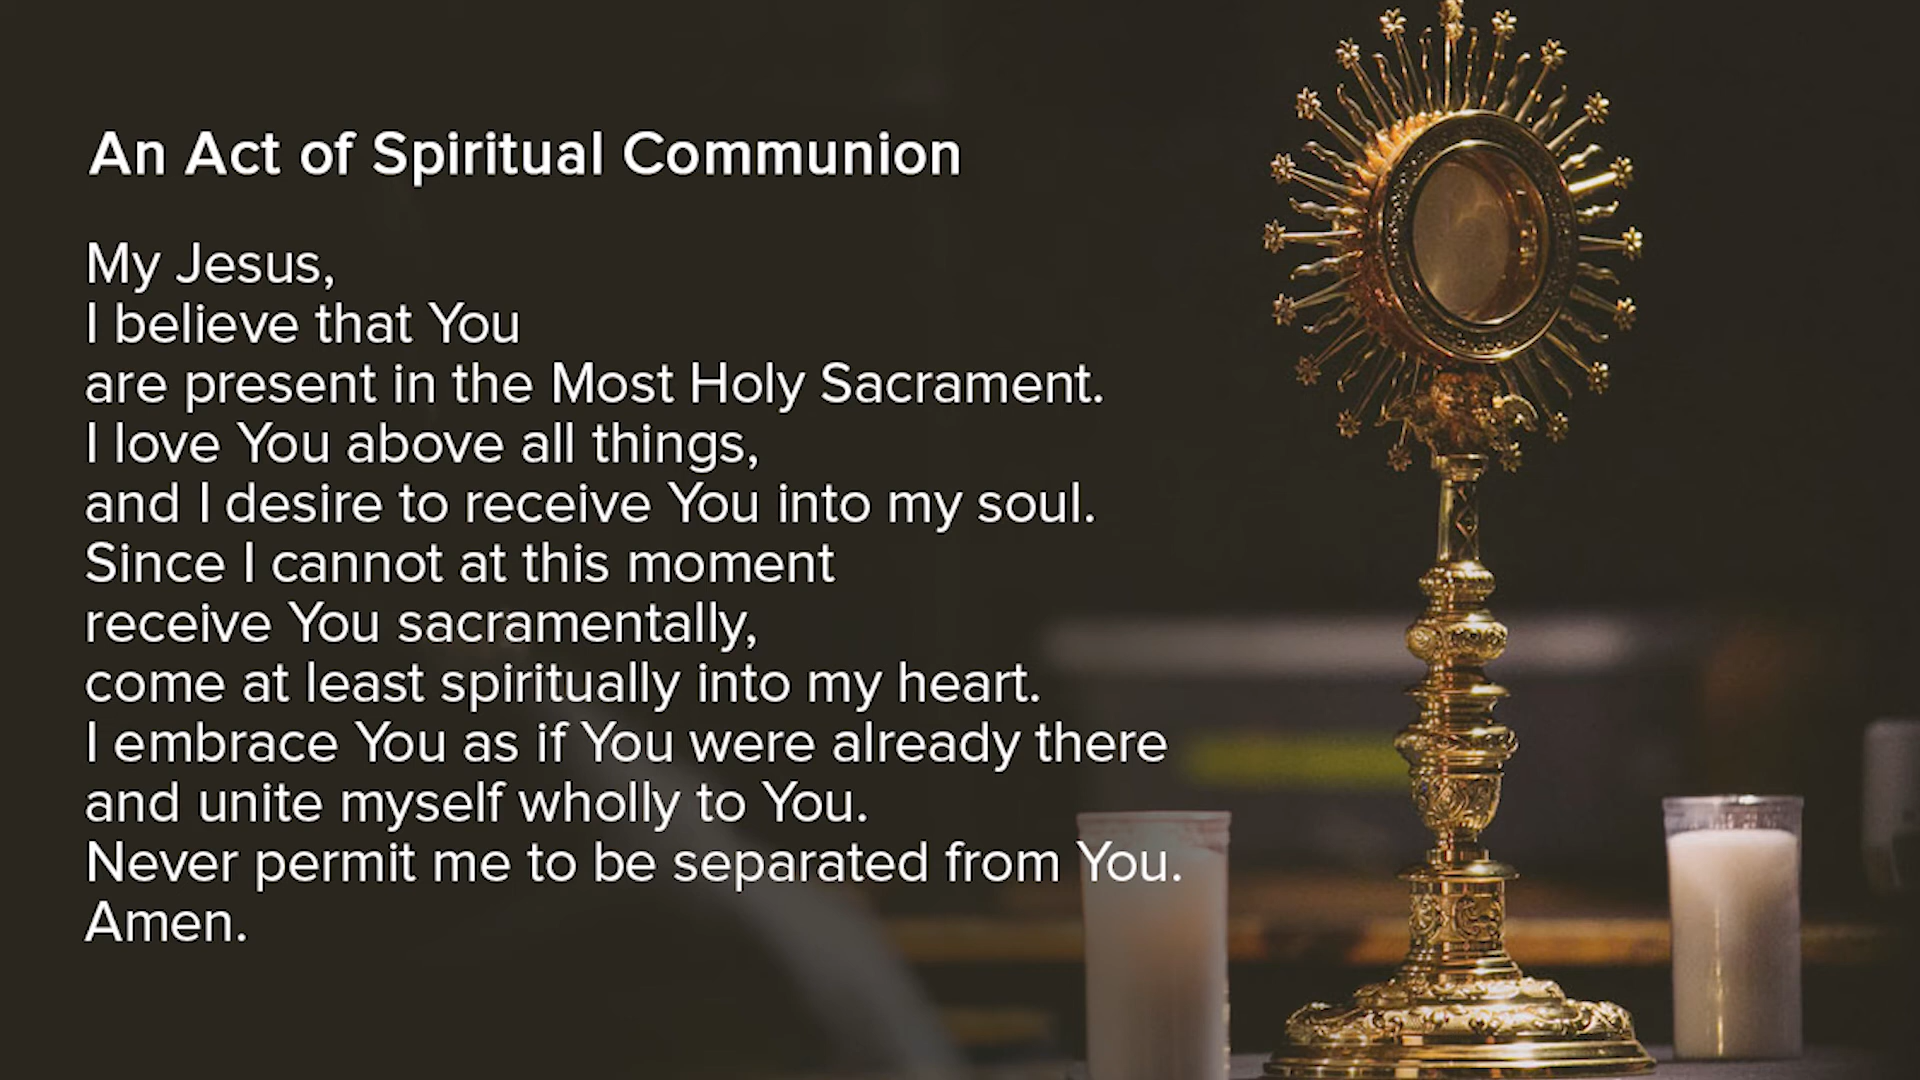 An Act of Spiritual Communion
My Jesus,
I believe that You
are present in the Most Holy Sacrament.
I love You above all things,
and I desire to receive You into my soul.
Since I cannot at this moment
receive You sacramentally,
come at least spiritually into my heart.
I embrace You as if You were already there
and unite myself wholly to You.
Never permit me to be separated from You.
Amen.